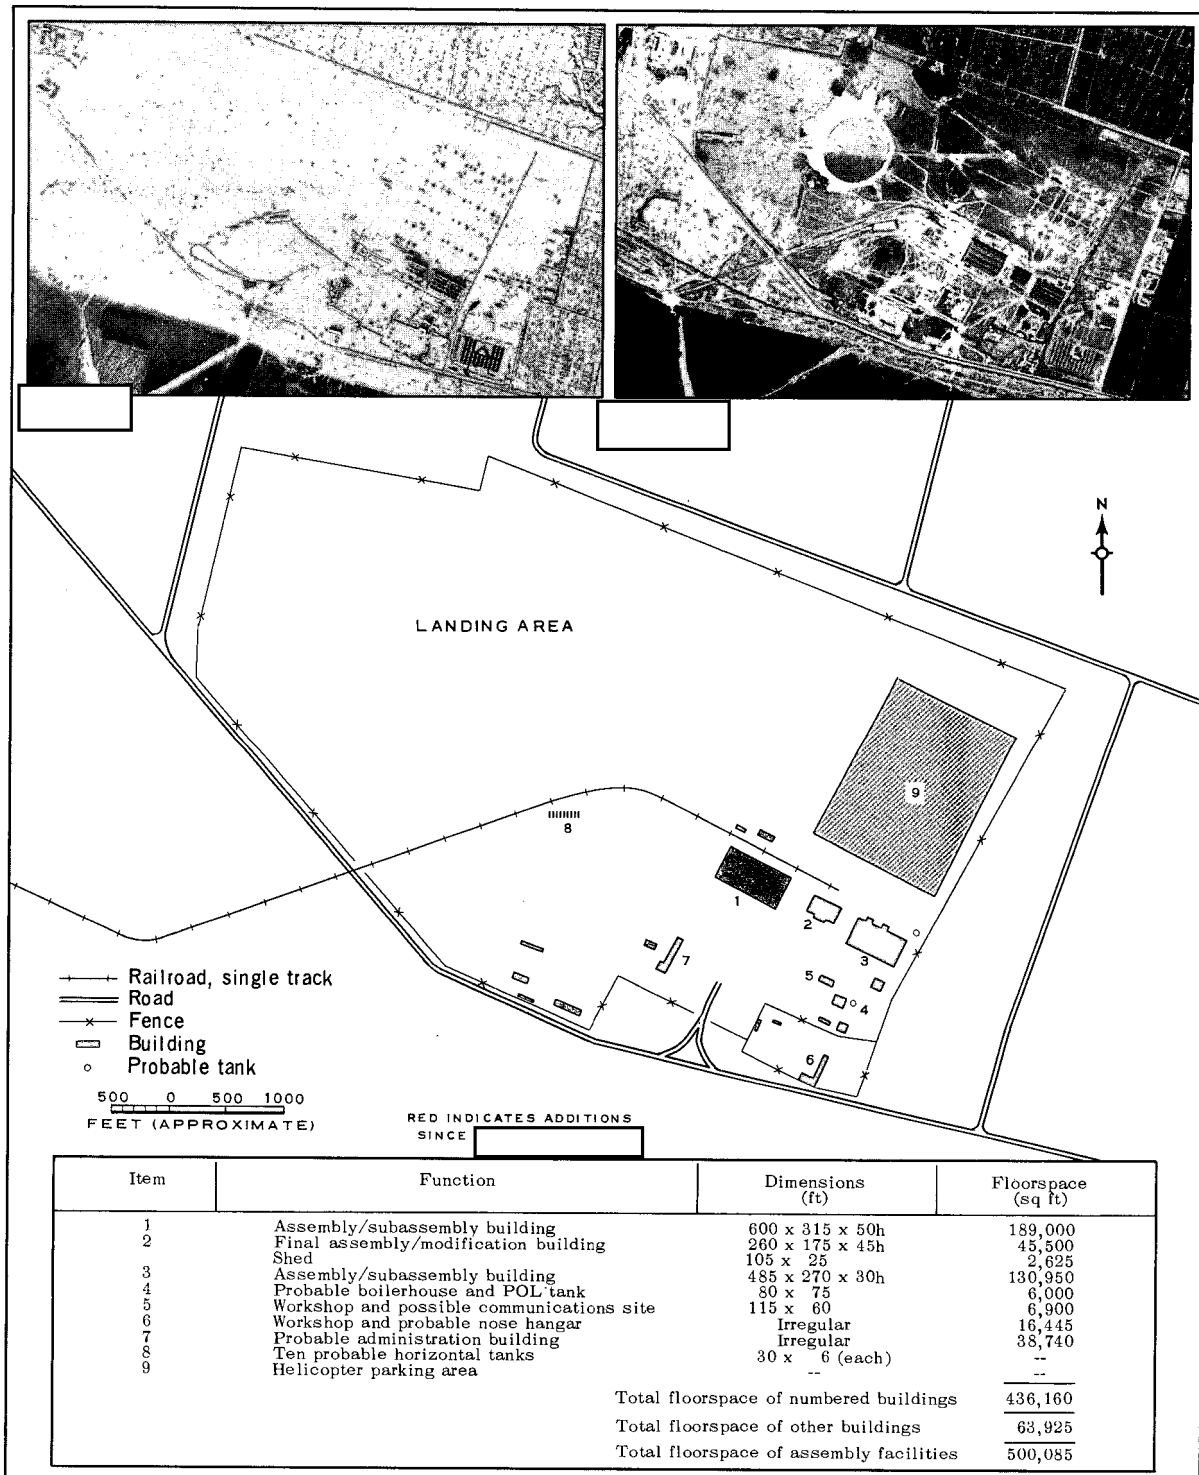 N
LANDING AREA
9
8
1
2
3
7
5
4
6
Railroad, single track
Road
Fence
Building
Probable tank
500 0 500 1000
FEET (APPROXIMATE)
RED INDICATES ADDITIONS
SINCE
Item Function Dimensions (ft) Floorspace (sq ft)
1 Assembly/subassembly building 600 x 315 x 50h 189,000
2 Final assembly/modification building 260 x 175 x 45h 45,500
Shed 105 x 25 2,625
3 Assembly/subassembly building 485 x 270 x 30h 130,950
4 Probable boilerhouse and POL tank 80 x 75 6,000
5 Workshop and possible communications site 115 x 60 6,900
6 Workshop and probable nose hangar Irregular 16,445
7 Probable administration building Irregular 38,740
8 Ten probable horizontal tanks 30 x 6 (each) --
9 Helicopter parking area -- --
Total floorspace of numbered buildings 436,160
Total floorspace of other buildings 63,925
Total floorspace of assembly facilities 500,085